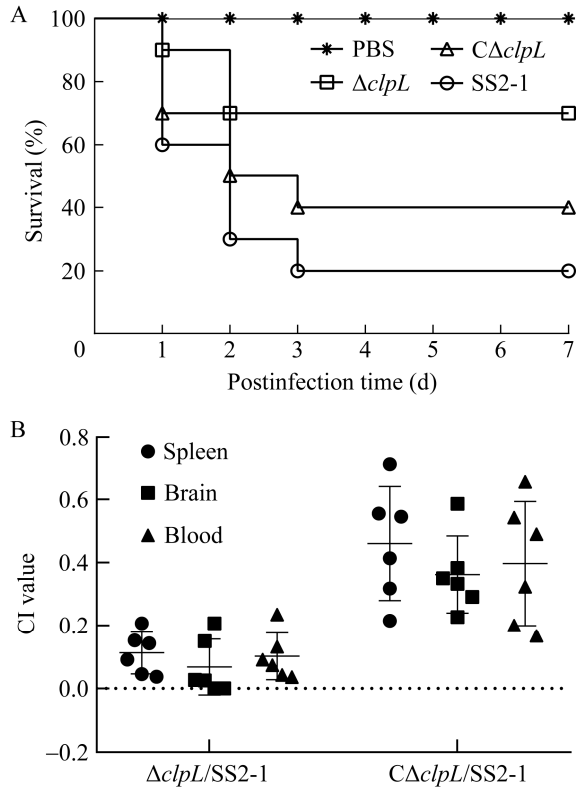 A
100
80
60
40
20
0
Survival (%)
PBS
CΔclpL
ΔclpL
SS2-1
1 2 3 4 5 6 7
Postinfection time (d)
B
0.8
0.6
0.4
0.2
0.0
–0.2
CI value
Spleen
Brain
Blood
ΔclpL/SS2-1
CΔclpL/SS2-1